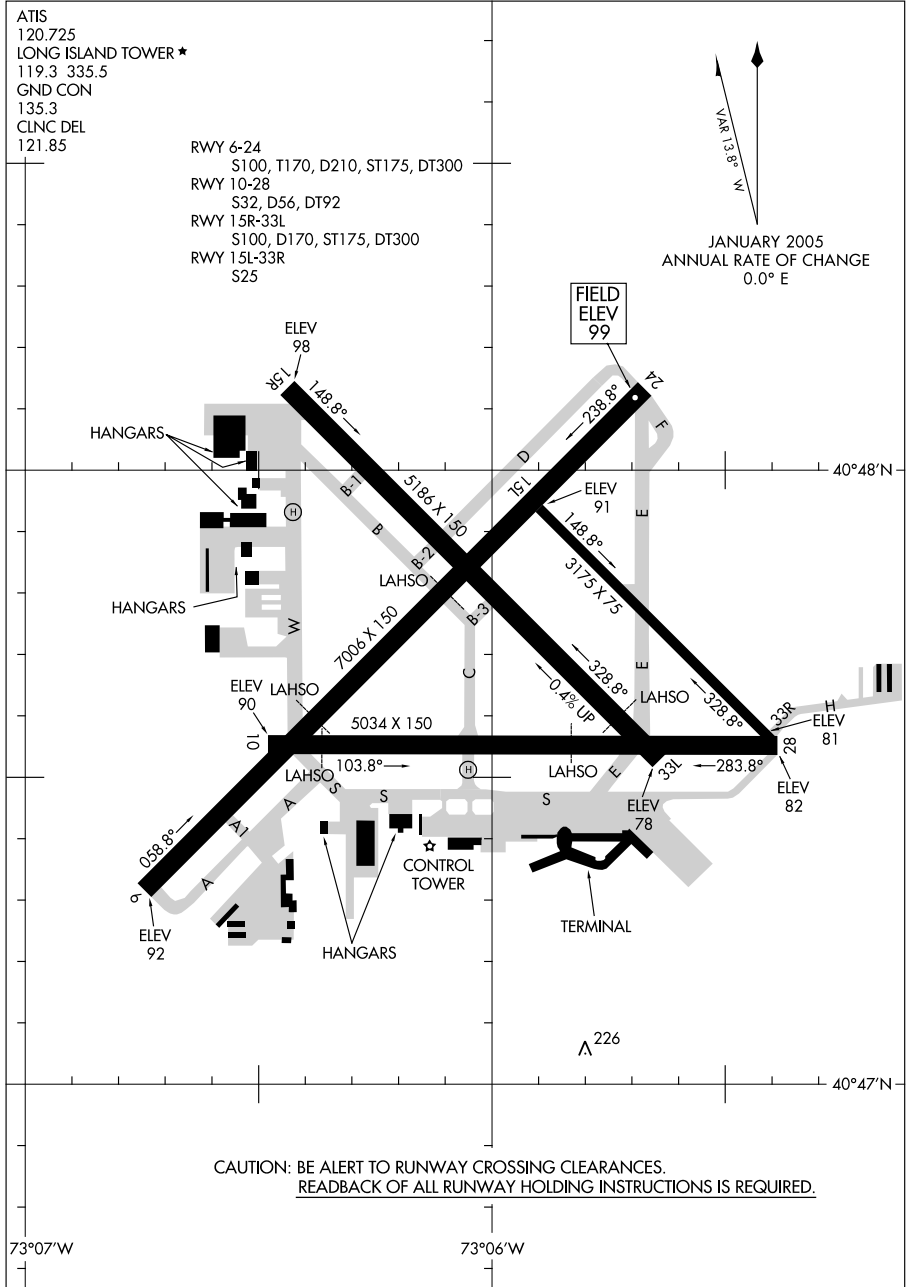 ATIS
120.725
LONG ISLAND TOWER ★
119.3 335.5
GND CON
135.3
CLNC DEL
121.85
RWY 6-24
S100, T170, D210, ST175, DT300
RWY 10-28
S32, D56, DT92
RWY 15R-33L
S100, D170, ST175, DT300
RWY 15L-33R
S25
VAR 13.8° W
JANUARY 2005
ANNUAL RATE OF CHANGE
0.0° E
FIELD
ELEV
99
ELEV
98
15R
148.8°
24
238.8°
F
HANGARS
D
15L
40°48'N
B-1
5186 X 150
ELEV
91
H
B
E
148.8°
3175 X 75
B-2
LAHSO
HANGARS
B-3
7006 X 150
W
C
E
328.8°
0.4% UP
LAHSO
328.8°
33R
H
ELEV
81
ELEV
90
LAHSO
5034 X 150
10
28
103.8°
H
LAHSO
LAHSO
E
33L
283.8°
ELEV
82
S
S
S
A
A1
ELEV
78
058.8°
A
6
ELEV
92
CONTROL
TOWER
TERMINAL
HANGARS
226
40°47'N
CAUTION: BE ALERT TO RUNWAY CROSSING CLEARANCES.
READBACK OF ALL RUNWAY HOLDING INSTRUCTIONS IS REQUIRED.
73°07'W
73°06'W